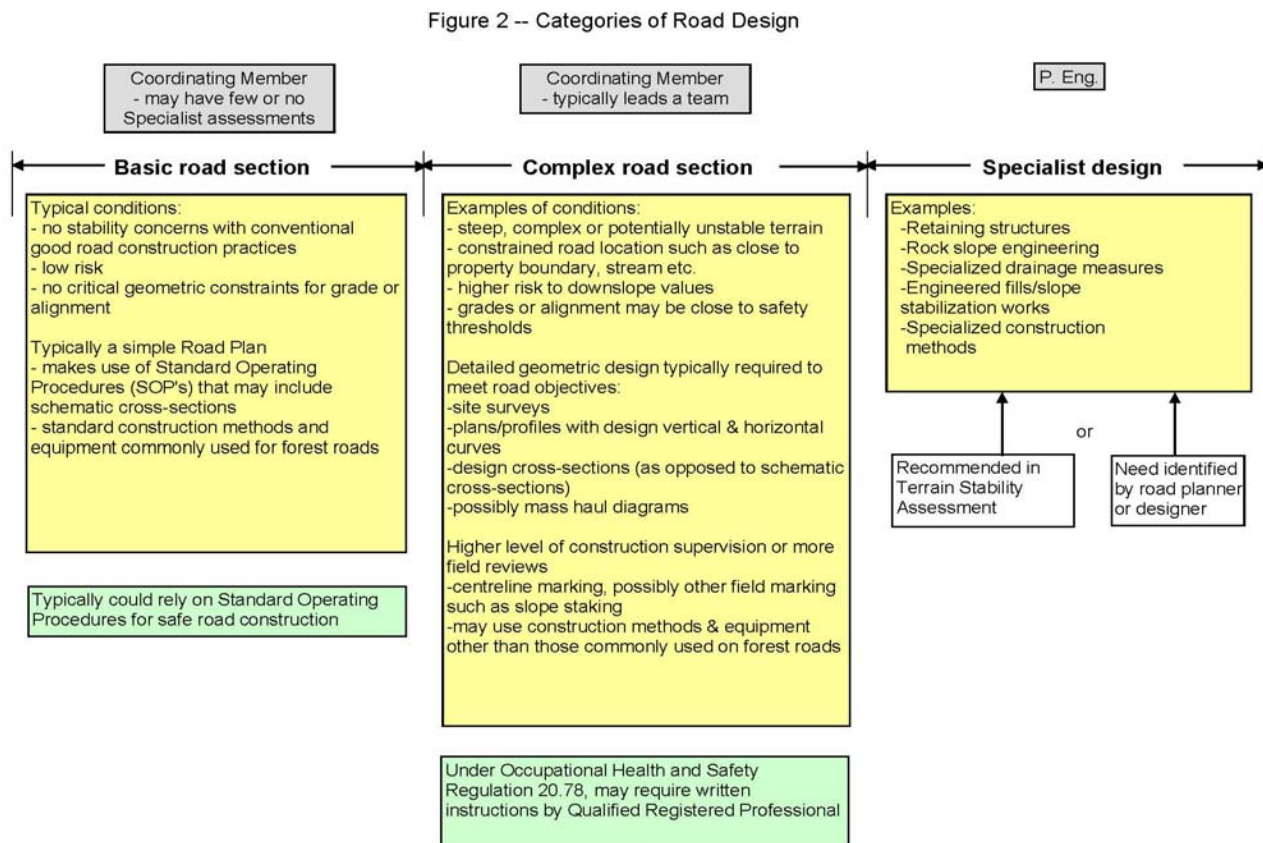 Figure 2 -- Categories of Road Design
Coordinating Member
- may have few or no
Specialist assessments
Coordinating Member
- typically leads a team
P. Eng.
Basic road section
Complex road section
Specialist design
Typical conditions:
- no stability concerns with conventional
good road construction practices
- low risk
- no critical geometric constraints for grade or
alignment
Typically a simple Road Plan
- makes use of Standard Operating
Procedures (SOP's) that may include
schematic cross-sections
- standard construction methods and
equipment commonly used for forest roads
Typically could rely on Standard Operating
Procedures for safe road construction
Examples of conditions:
- steep, complex or potentially unstable terrain
- constrained road location such as close to
property boundary, stream etc.
- higher risk to downslope values
- grades or alignment may be close to safety
thresholds
Detailed geometric design typically required to
meet road objectives:
-site surveys
-plans/profiles with design vertical & horizontal
curves
-design cross-sections (as opposed to schematic
cross-sections)
-possibly mass haul diagrams
Higher level of construction supervision or more
field reviews
-centreline marking, possibly other field marking
such as slope staking
-may use construction methods & equipment
other than those commonly used on forest roads
Under Occupational Health and Safety
Regulation 20.78, may require written
instructions by Qualified Registered Professional
Examples:
-Retaining structures
-Rock slope engineering
-Specialized drainage measures
-Engineered fills/slope
stabilization works
-Specialized construction
methods
or
Recommended in
Terrain Stability
Assessment
Need identified
by road planner
or designer